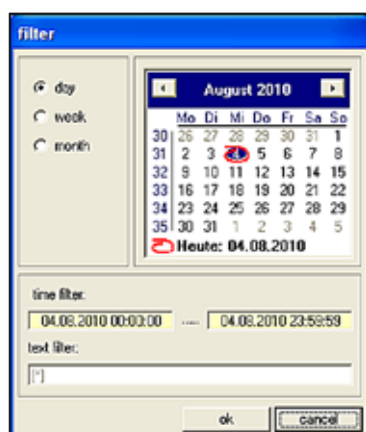 filter
day
week
month
August 2010
Mo Di Mi Do Fr Sa So
30 26 27 28 29 30 31 1
31 2 3 4 5 6 7 8
32 9 10 11 12 13 14 15
33 16 17 18 19 20 21 22
34 23 24 25 26 27 28 29
35 30 31 1 2 3 4 5
Heute: 04.08.2010
time filter:
04.08.2010 00:00:00 ..... 04.08.2010 23:59:59
text filter:
[*]
ok cancel